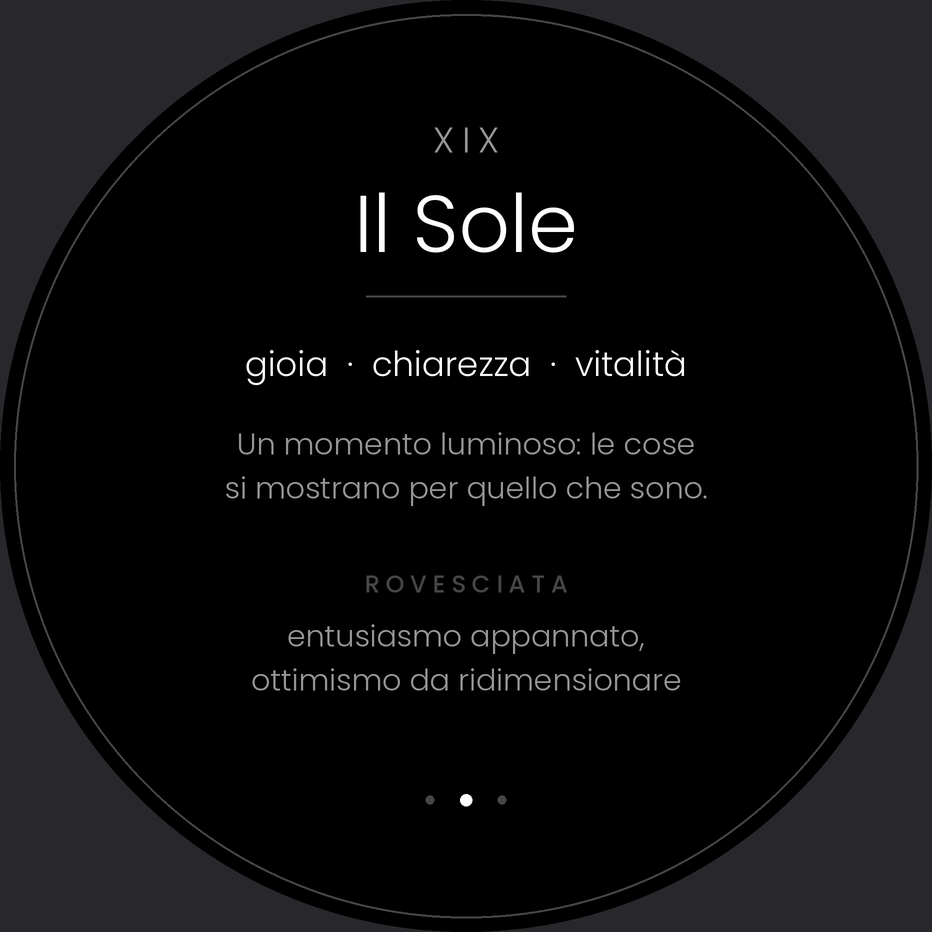 XIX
Il Sole
gioia · chiarezza · vitalità
Un momento luminoso: le cose
si mostrano per quello che sono.
ROVESCIATA
entusiasmo appannato,
ottimismo da ridimensionare